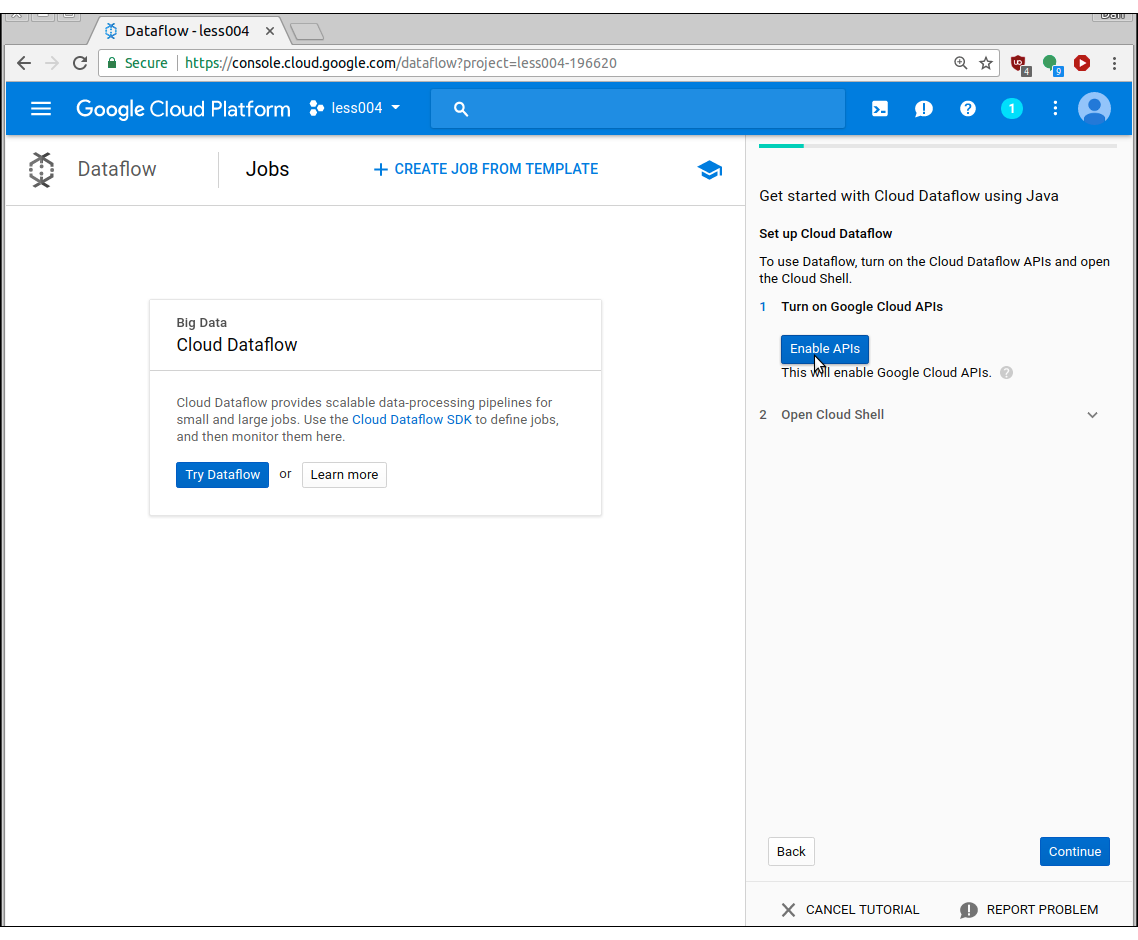 Dan
Dataflow - less004
Secure
https://console.cloud.google.com/dataflow?project=less004-196620
4
9
Google Cloud Platform
less004
1
Dataflow
Jobs
CREATE JOB FROM TEMPLATE
Big Data
Cloud Dataflow
Cloud Dataflow provides scalable data-processing pipelines for
small and large jobs. Use the Cloud Dataflow SDK to define jobs,
and then monitor them here.
Try Dataflow or Learn more
Get started with Cloud Dataflow using Java
Set up Cloud Dataflow
To use Dataflow, turn on the Cloud Dataflow APIs and open
the Cloud Shell.
1 Turn on Google Cloud APIs
Enable APIs
This will enable Google Cloud APIs.
2 Open Cloud Shell
Back
Continue
CANCEL TUTORIAL
REPORT PROBLEM